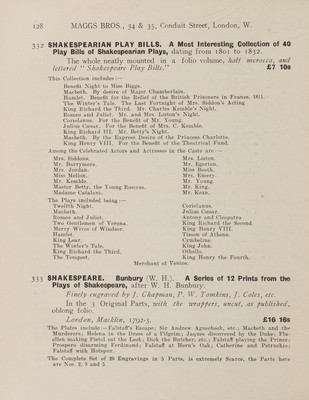 128 MAGGS BROS., 34 & 35, Conduit Street, London, W.
332 SHAKESPEARIAN PLAY BILLS. A Most Interesting Collection of 40
Play Bills of Shakespearian Plays, dating from 1801 to 1832.
The whole neatly mounted in a folio volume, half morocco, and
lettered "Shakespeare Play Bills." £7 10s
This Collection includes:—
Benefit Night to Miss Biggs.
Macbeth. By desire of Major Chamberlain.
Hamlet. Benefit for the Relief of the British Prisoners in France. 1811.
The Winter's Tale. The Last Fortnight of Mrs. Siddon's Acting
King Richard the Third. Mr. Charles Kemble's Night.
Romeo and Juliet. Mr. and Mrs. Liston's Night.
Coriolanus. For the Benefit of Mr. Young.
Julius Cæsar. For the Benefit of Mrs. C. Kemble.
King Richard III. Mr. Betty's Night.
Macbeth. By the Express Desire of the Princess Charlotte.
King Henry VIII. For the Benefit of the Theatrical Fund.
Among the Celebrated Actors and Actresses in the Casts are:—
Mrs. Siddons.
Mr. Barrymore.
Mrs. Jordan.
Miss Mellon.
Mr. Kemble.
Master Betty, the Young Roscius.
Madame Catalani.
Mrs. Liston.
Mr. Egerton.
Miss Booth.
Mrs. Emery.
Mr. Young.
Mr. King.
Mr. Kean.
The Plays included being:—
Twelfth Night.
Macbeth.
Romeo and Juliet.
Two Gentlemen of Verona.
Merry Wives of Windsor.
Hamlet.
King Lear.
The Winter's Tale.
King Richard the Third.
The Tempest.
Coriolanus.
Julius Cæsar.
Antony and Cleopatra
King Richard the Second.
King Henry VIII.
Timon of Athens.
Cymbeline.
King John.
Othello.
King Henry the Fourth.
Merchant of Venice.
333 SHAKESPEARE. Bunbury (W. H.). A Series of 12 Prints from the
Plays of Shakespeare, after W. H. Bunbury.
Finely engraved by J. Chapman, P. W. Tomkins, J. Coles, etc.
In the 3 Original Parts, with the wrappers, uncut, as published,
oblong folio.
London, Macklin, 1792-5. £16 16s
The Plates include:—Falstaff's Escape; Sir Andrew Aguecheek, etc.; Macbeth and the
Murderers; Helena in the Dress of a Pilgrim; Jaques discovered by the Duke; Flu-
ellen making Pistol eat the Leek; Dick the Butcher, etc.; Falstaff playing the Prince;
Prospero disarming Ferdinand; Falstaff at Horn's Oak; Catherine and Petruchio;
Falstaff with Hotspur.
The Complete Set of 20 Engravings in 5 Parts, is extremely Scarce, the Parts here
are Nos. 2, 3 and 5.